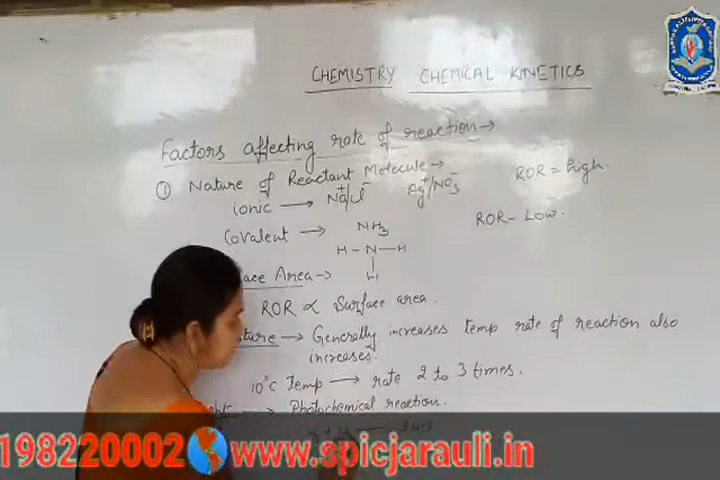 CHEMISTRY CHEMICAL KINETICS
Factors affecting rate of reaction →
① Nature of Reactant Molecule →
ionic → Na⁺/Cl⁻ Ag⁺/NO₃⁻ ROR = high.
Covalent → NH₃ ROR - Low.
H - N - H
H
Area →
ROR ∝ Surface area.
→ Generally increases temp rate of reaction also
increases.
10°C Temp → rate 2 to 3 times.
→ Photochemical reaction.
198220002 www.spicjarauli.in